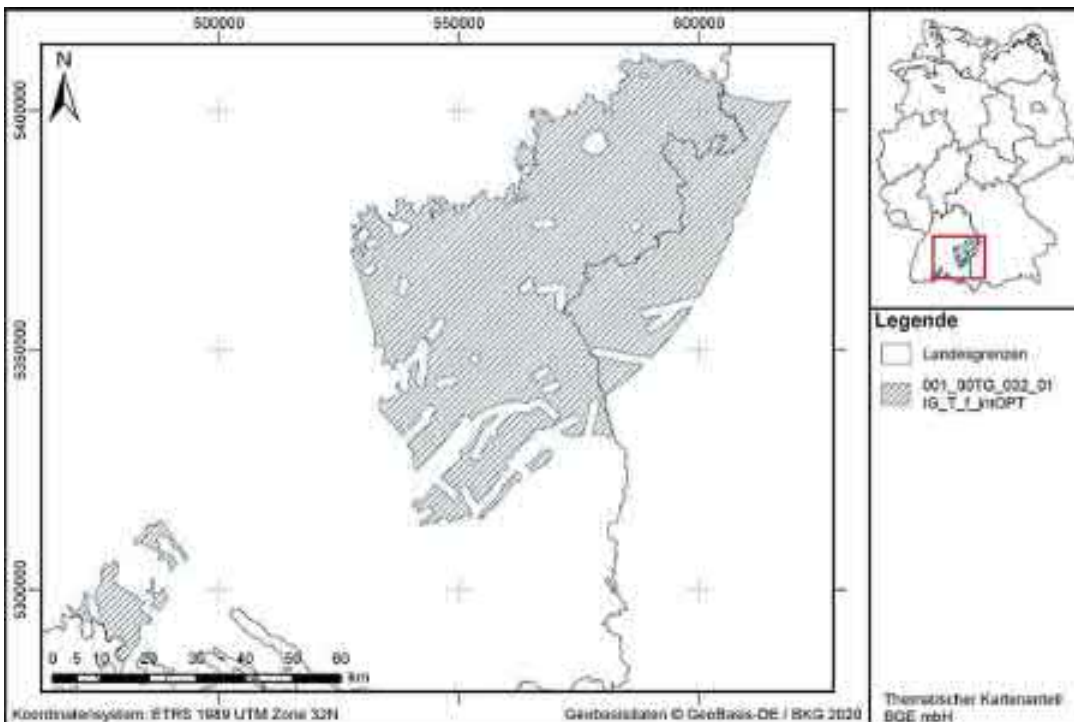 500000 550000 600000
N
5400000
5350000
5300000
0 5 10 20 30 40 50 60
km
Koordinatensystem: ETRS 1989 UTM Zone 32N
Geobasisdaten © GeoBasis-DE / BKG 2020
Legende
Landesgrenzen
001_00TG_032_01
IG_T_f_jmOPT
Thematischer Kartenanteil
BGE mbH